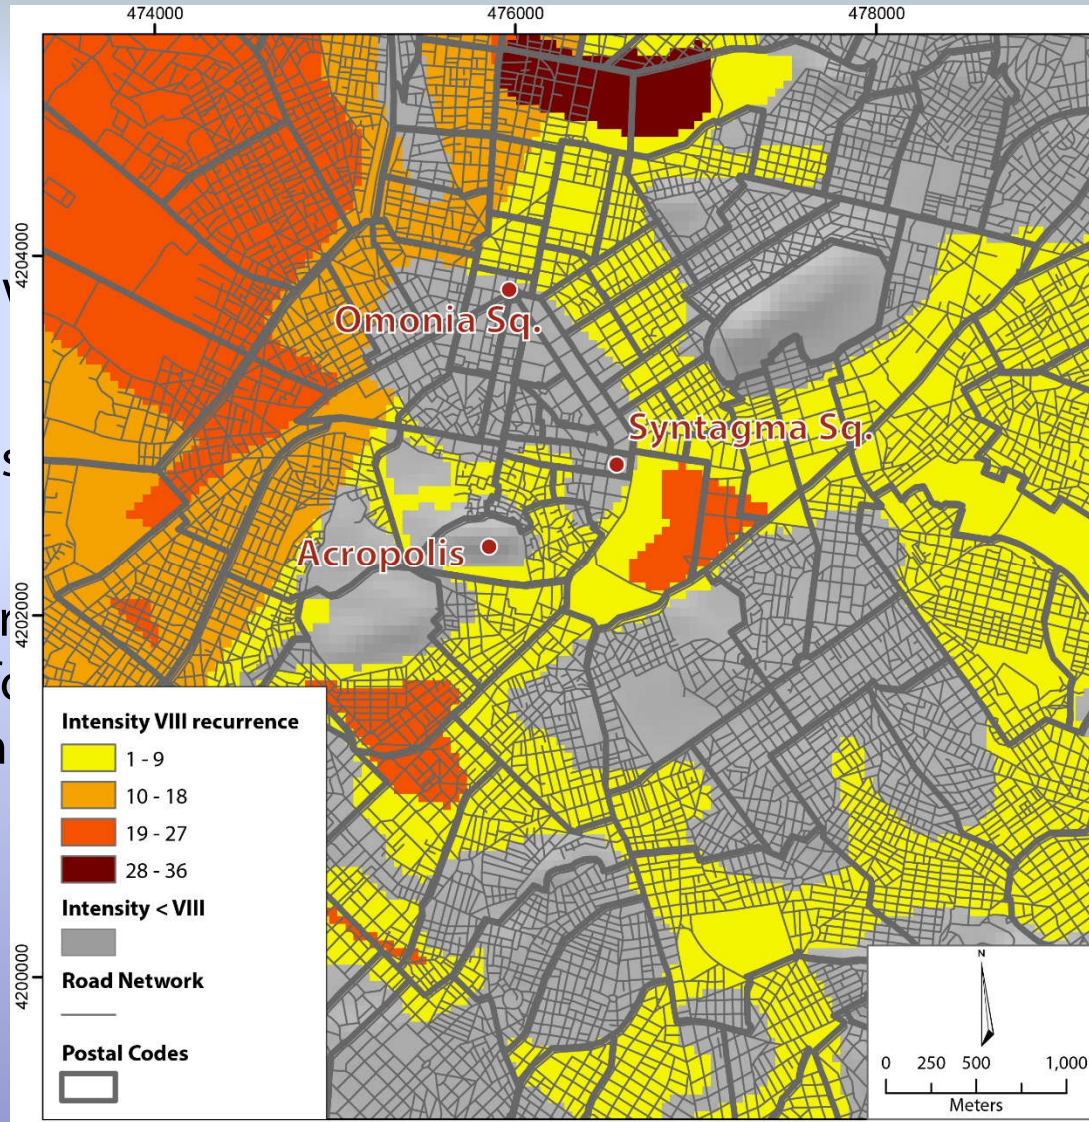 474000
476000
478000
4204000
Omonia Sq.
Syntagma Sq.
Acropolis
4202000
Intensity VIII recurrence
1 - 9
10 - 18
19 - 27
28 - 36
Intensity < VIII
Road Network
Postal Codes
4200000
N
0 250 500 1,000
Meters